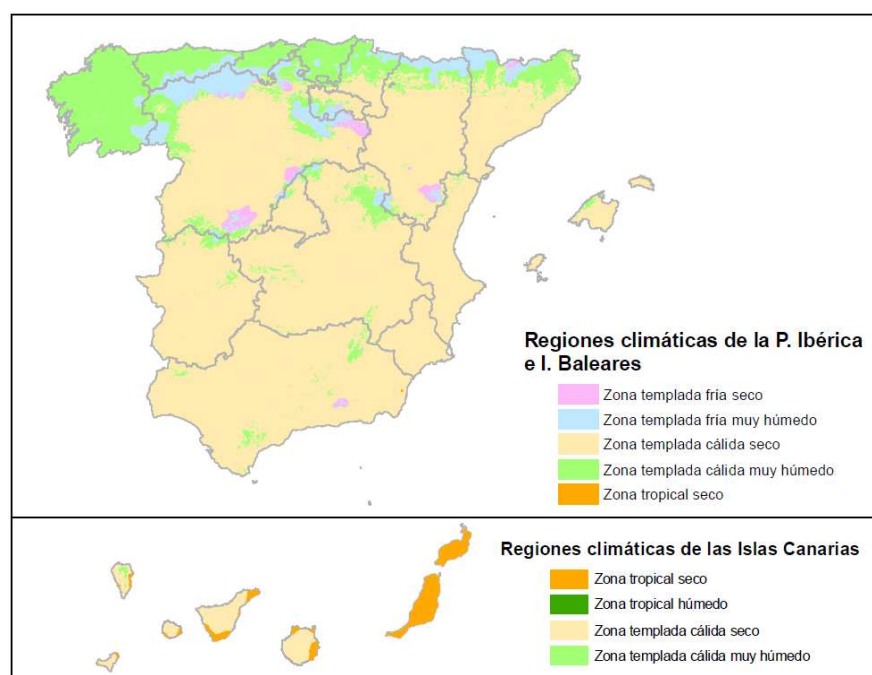 Regiones climáticas de la P. Ibérica
e I. Baleares
Zona templada fría seco
Zona templada fría muy húmedo
Zona templada cálida seco
Zona templada cálida muy húmedo
Zona tropical seco
Regiones climáticas de las Islas Canarias
Zona tropical seco
Zona tropical húmedo
Zona templada cálida seco
Zona templada cálida muy húmedo